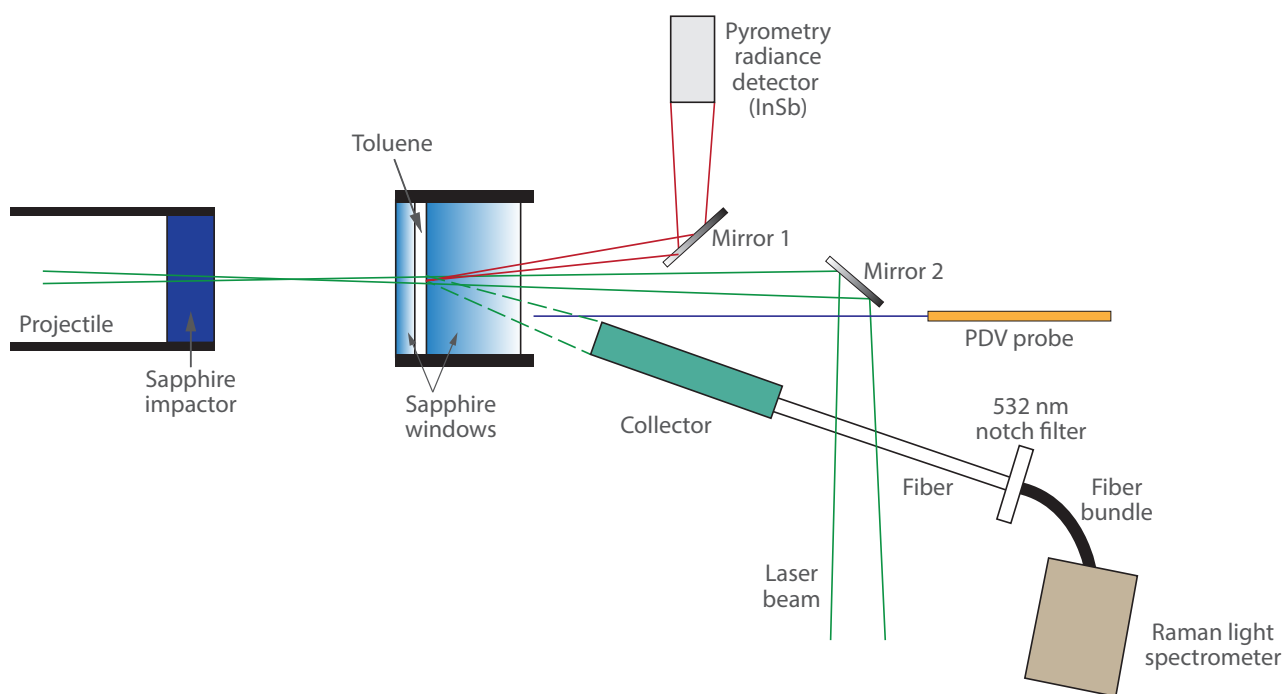 Pyrometry
radiance
detector
(InSb)
Toluene
Mirror 1
Mirror 2
Projectile
PDV probe
Sapphire
impactor
Sapphire
windows
Collector
532 nm
notch filter
Fiber
Fiber
bundle
Laser
beam
Raman light
spectrometer